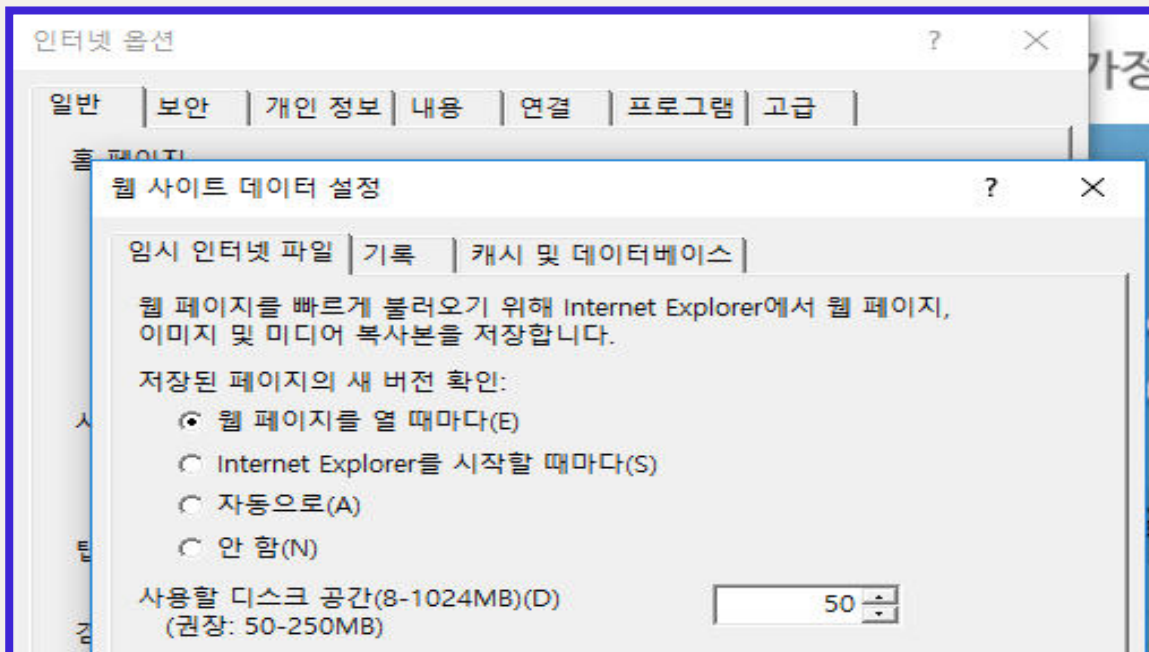 인터넷 옵션
?
일반 보안 개인 정보 내용 연결 프로그램 고급
홈 페이지
웹 사이트 데이터 설정
?
임시 인터넷 파일 기록 캐시 및 데이터베이스
웹 페이지를 빠르게 불러오기 위해 Internet Explorer에서 웹 페이지,
이미지 및 미디어 복사본을 저장합니다.
저장된 페이지의 새 버전 확인:
웹 페이지를 열 때마다(E)
Internet Explorer를 시작할 때마다(S)
자동으로(A)
안 함(N)
사용할 디스크 공간(8-1024MB)(D)
50
(권장: 50-250MB)